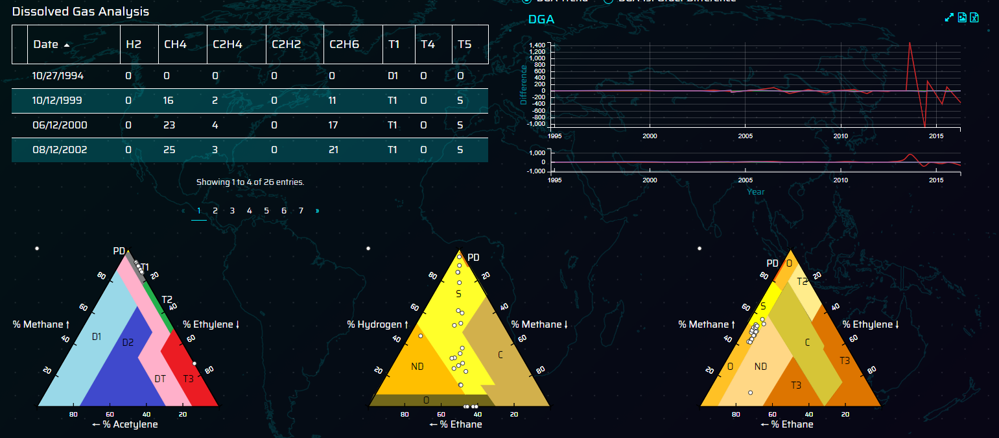 Dissolved Gas Analysis
DGA Trend DGA 1st Order Difference
DGA
Date H2 CH4 C2H4 C2H2 C2H6 T1 T4 T5
10/27/1994 0 0 0 0 0 D1 0 0
10/12/1999 0 16 2 0 11 T1 0 S
06/12/2000 0 23 4 0 17 T1 0 S
08/12/2002 0 25 3 0 21 T1 0 S
Showing 1 to 4 of 26 entries.
« 1 2 3 4 5 6 7 »
Difference
1,400
1,200
1,000
800
600
400
200
0
-200
-400
-600
-800
-1,000
1995 2000 2005 2010 2015
1,000
0
-1,000
1995 2000 2005 2010 2015
Year
PD
T1
80 20
T2
60 40
% Methane ↑ % Ethylene ↓
D1 D2
40 60
20 DT T3 80
80 60 40 20
← % Acetylene
PD
80 20
S
60 40
% Hydrogen ↑ % Methane ↓
40 60
C
ND
20 80
O
80 60 40 20
← % Ethane
PD O
80 T2 20
S
60 40
% Methane ↑ % Ethylene ↓
40 C 60
T3
O ND
20 80
T3
80 60 40 20
← % Ethane